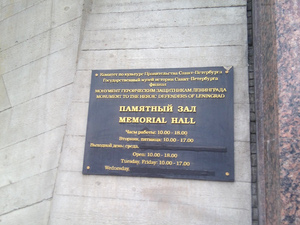 Комитет по культуре Правительства Санкт-Петербурга
Государственный музей истории Санкт-Петербурга
филиал
МОНУМЕНТ ГЕРОИЧЕСКИМ ЗАЩИТНИКАМ ЛЕНИНГРАДА
MONUMENT TO THE HEROIC DEFENDERS OF LENINGRAD
ПАМЯТНЫЙ ЗАЛ
MEMORIAL HALL
Часы работы: 10.00 - 18.00
Вторник, пятница: 10.00 - 17.00
Выходной день: среда,
Open: 10.00 - 18.00
Tuesday, Friday: 10.00 - 17.00
Wednesday,